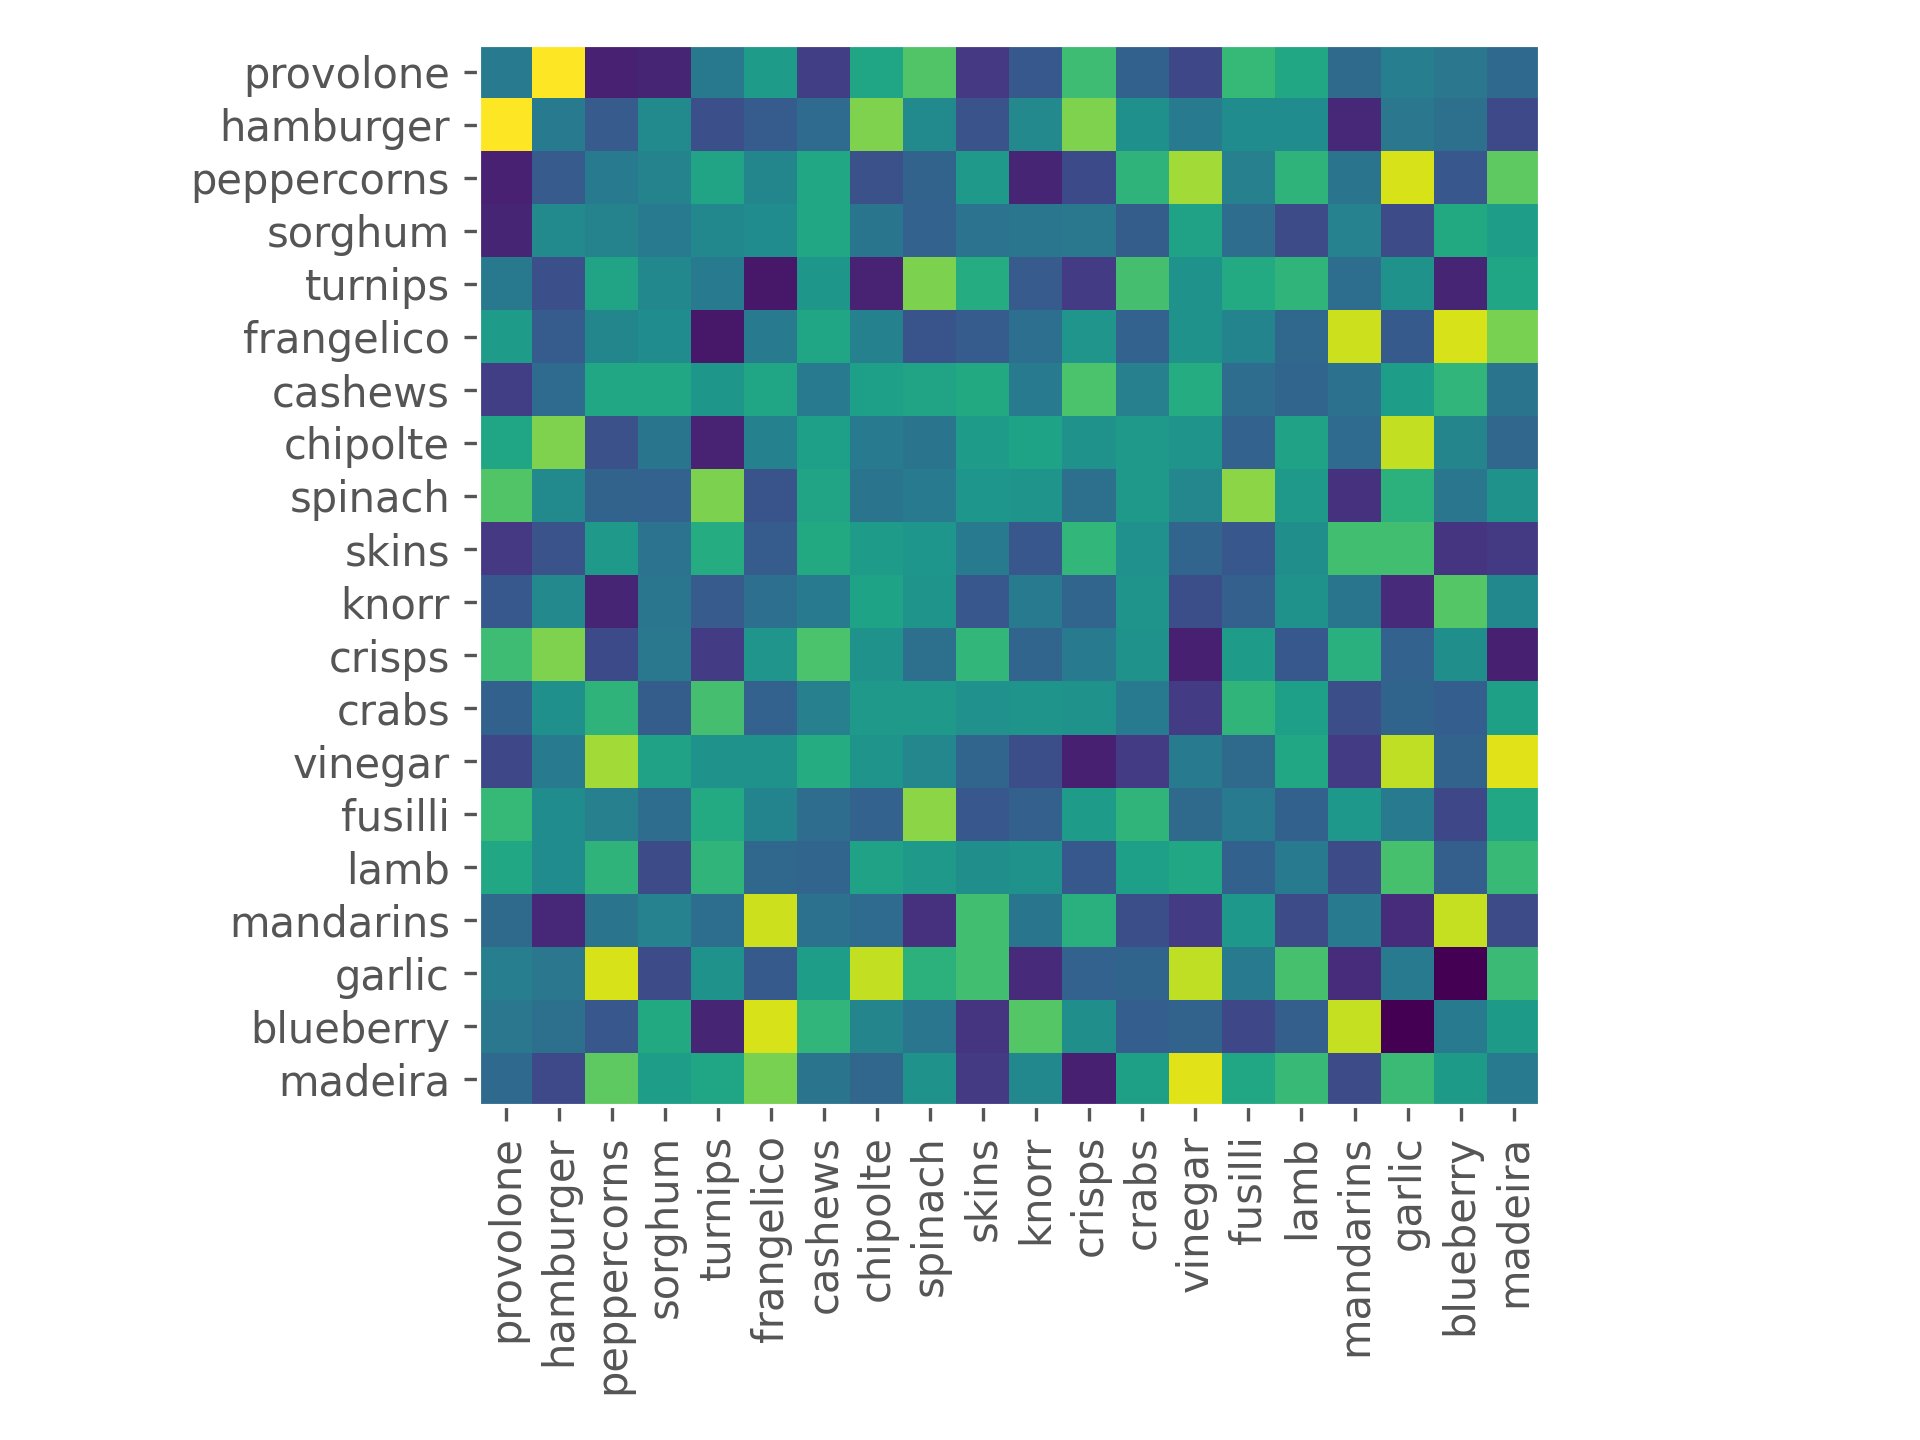 provolone
hamburger
peppercorns
sorghum
turnips
frangelico
cashews
chipolte
spinach
skins
knorr
crisps
crabs
vinegar
fusilli
lamb
mandarins
garlic
blueberry
madeira
provolone
hamburger
peppercorns
sorghum
turnips
frangelico
cashews
chipolte
spinach
skins
knorr
crisps
crabs
vinegar
fusilli
lamb
mandarins
garlic
blueberry
madeira